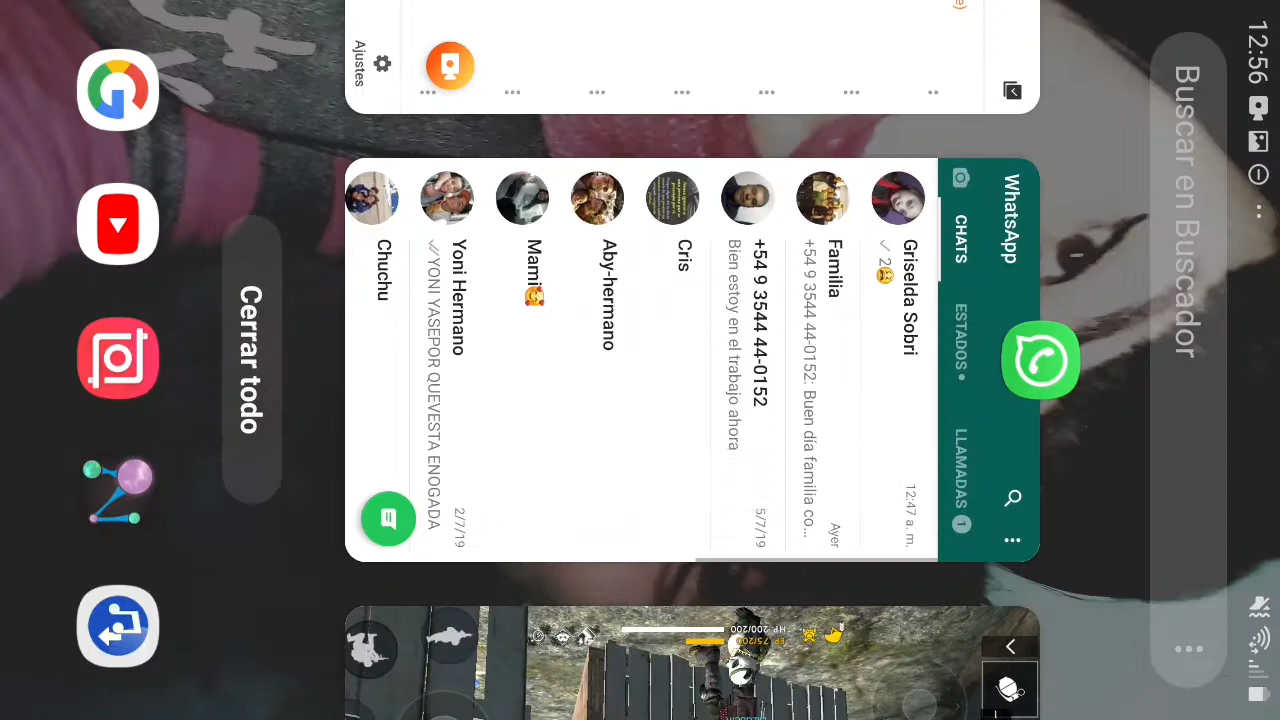 12:56
Buscar en Buscador
Ajustes
WhatsApp
CHATS
ESTADOS
LLAMADAS 1
Griselda Sobri
12:47 a. m.
2
Familia
Ayer
+54 9 3544 44-0152: Buen día familia co...
+54 9 3544 44-0152
5/7/19
Bien estoy en el trabajo ahora
Cris
Aby-hermano
Mami🥰
Yoni Hermano
2/7/19
YONI YASEPOR QUEVESTA ENOGADA
Chuchu
HP 200/200
EP 75/200
Cerrar todo